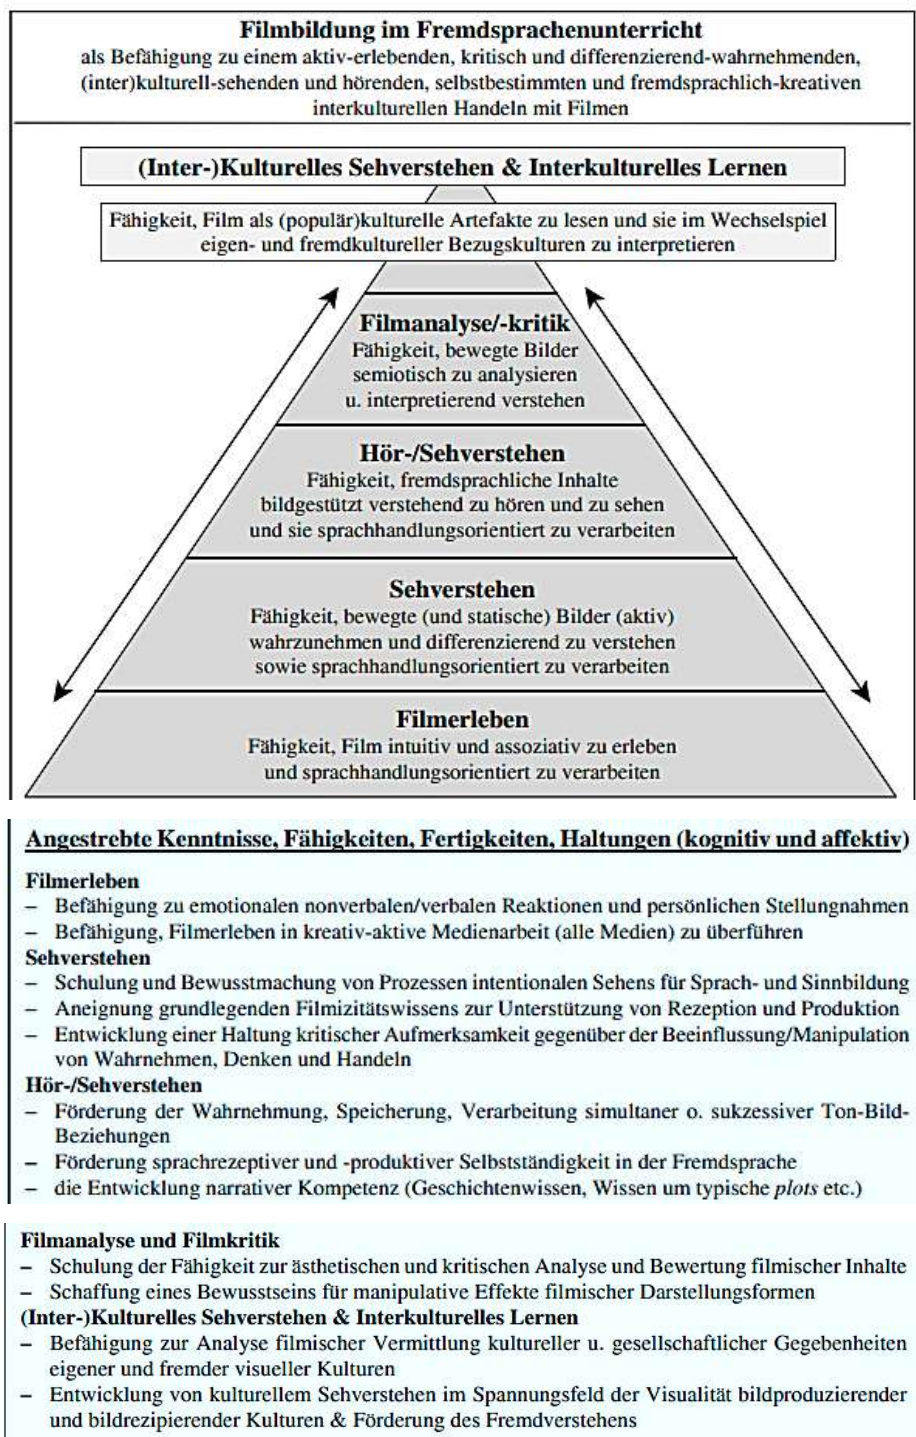 Filmbildung im Fremdsprachenunterricht
als Befähigung zu einem aktiv-erlebenden, kritisch und differenzierend-wahrnehmenden,
(inter)kulturell-sehenden und hörenden, selbstbestimmten und fremdsprachlich-kreativen
interkulturellen Handeln mit Filmen
(Inter-)Kulturelles Sehverstehen & Interkulturelles Lernen
Fähigkeit, Film als (populär)kulturelle Artefakte zu lesen und sie im Wechselspiel
eigen- und fremdkultureller Bezugskulturen zu interpretieren
Filmanalyse/-kritik
Fähigkeit, bewegte Bilder
semiotisch zu analysieren
u. interpretierend verstehen
Hör-/Sehverstehen
Fähigkeit, fremdsprachliche Inhalte
bildgestützt verstehend zu hören und zu sehen
und sie sprachhandlungsorientiert zu verarbeiten
Sehverstehen
Fähigkeit, bewegte (und statische) Bilder (aktiv)
wahrzunehmen und differenzierend zu verstehen
sowie sprachhandlungsorientiert zu verarbeiten
Filmerleben
Fähigkeit, Film intuitiv und assoziativ zu erleben
und sprachhandlungsorientiert zu verarbeiten
Angestrebte Kenntnisse, Fähigkeiten, Fertigkeiten, Haltungen (kognitiv und affektiv)
Filmerleben
– Befähigung zu emotionalen nonverbalen/verbalen Reaktionen und persönlichen Stellungnahmen
– Befähigung, Filmerleben in kreativ-aktive Medienarbeit (alle Medien) zu überführen
Sehverstehen
– Schulung und Bewusstmachung von Prozessen intentionalen Sehens für Sprach- und Sinnbildung
– Aneignung grundlegenden Filmizitätswissens zur Unterstützung von Rezeption und Produktion
– Entwicklung einer Haltung kritischer Aufmerksamkeit gegenüber der Beeinflussung/Manipulation
von Wahrnehmen, Denken und Handeln
Hör-/Sehverstehen
– Förderung der Wahrnehmung, Speicherung, Verarbeitung simultaner o. sukzessiver Ton-Bild-
Beziehungen
– Förderung sprachrezeptiver und -produktiver Selbstständigkeit in der Fremdsprache
– die Entwicklung narrativer Kompetenz (Geschichtenwissen, Wissen um typische plots etc.)
Filmanalyse und Filmkritik
– Schulung der Fähigkeit zur ästhetischen und kritischen Analyse und Bewertung filmischer Inhalte
– Schaffung eines Bewusstseins für manipulative Effekte filmischer Darstellungsformen
(Inter-)Kulturelles Sehverstehen & Interkulturelles Lernen
– Befähigung zur Analyse filmischer Vermittlung kultureller u. gesellschaftlicher Gegebenheiten
eigener und fremder visueller Kulturen
– Entwicklung von kulturellem Sehverstehen im Spannungsfeld der Visualität bildproduzierender
und bildrezipierender Kulturen & Förderung des Fremdverstehens